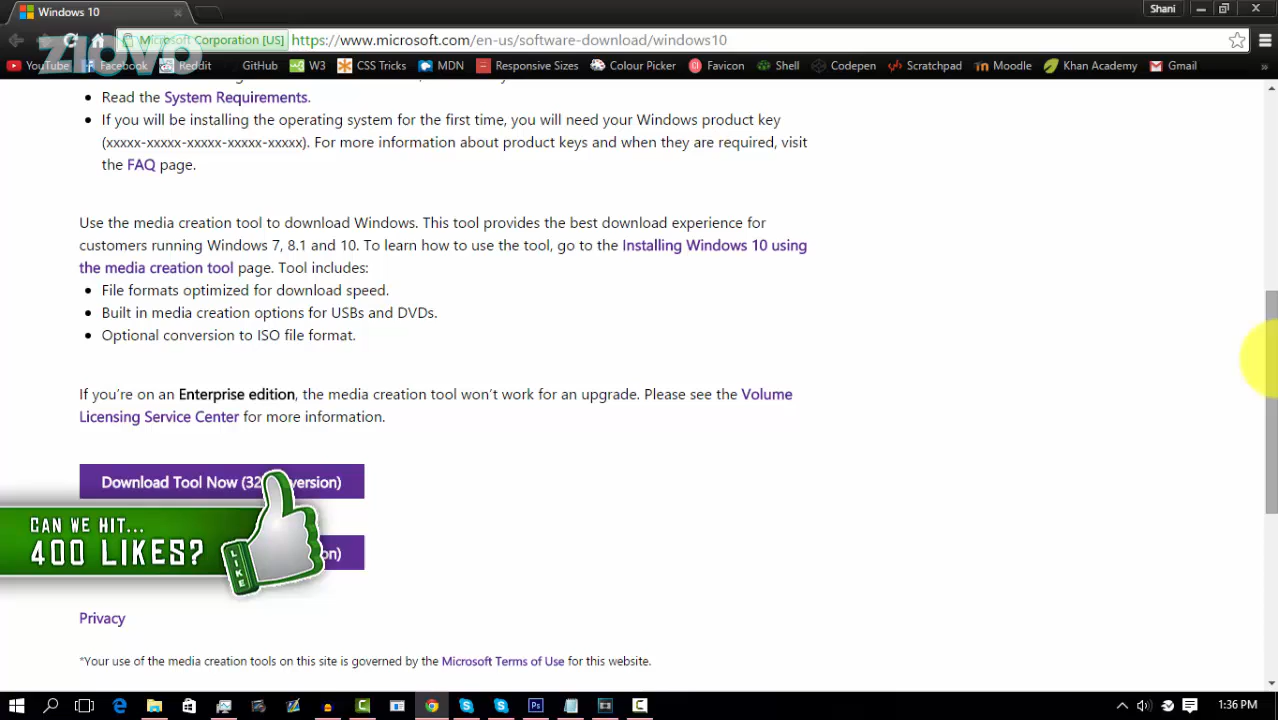 Windows 10
Shani
Microsoft Corporation [US] https://www.microsoft.com/en-us/software-download/windows10
ziovo
YouTube Facebook Reddit GitHub W3 CSS Tricks MDN Responsive Sizes Colour Picker Favicon Shell Codepen Scratchpad Moodle Khan Academy Gmail »
• Read the System Requirements.
• If you will be installing the operating system for the first time, you will need your Windows product key
(xxxxx-xxxxx-xxxxx-xxxxx-xxxxx). For more information about product keys and when they are required, visit
the FAQ page.
Use the media creation tool to download Windows. This tool provides the best download experience for
customers running Windows 7, 8.1 and 10. To learn how to use the tool, go to the Installing Windows 10 using
the media creation tool page. Tool includes:
• File formats optimized for download speed.
• Built in media creation options for USBs and DVDs.
• Optional conversion to ISO file format.
If you're on an Enterprise edition, the media creation tool won't work for an upgrade. Please see the Volume
Licensing Service Center for more information.
Download Tool Now (32 version)
CAN WE HIT...
400 LIKES?
LIKE
Privacy
*Your use of the media creation tools on this site is governed by the Microsoft Terms of Use for this website.
1:36 PM